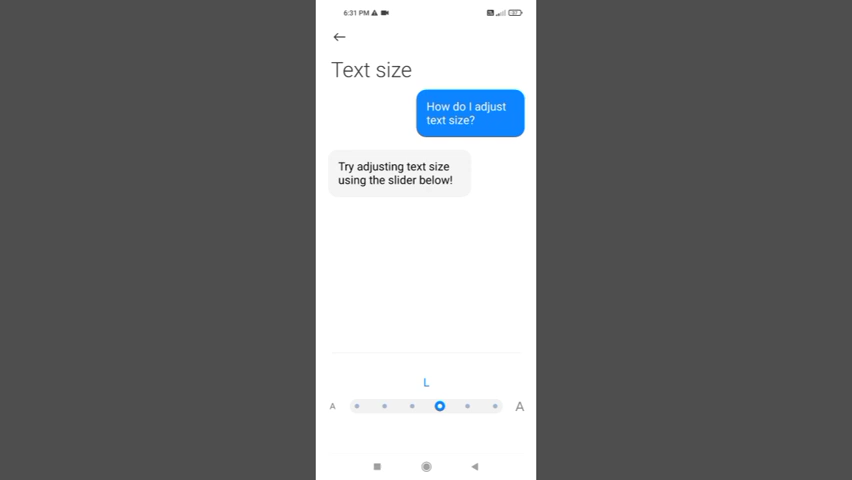 6:31 PM
Text size
How do I adjust
text size?
Try adjusting text size
using the slider below!
L
A A